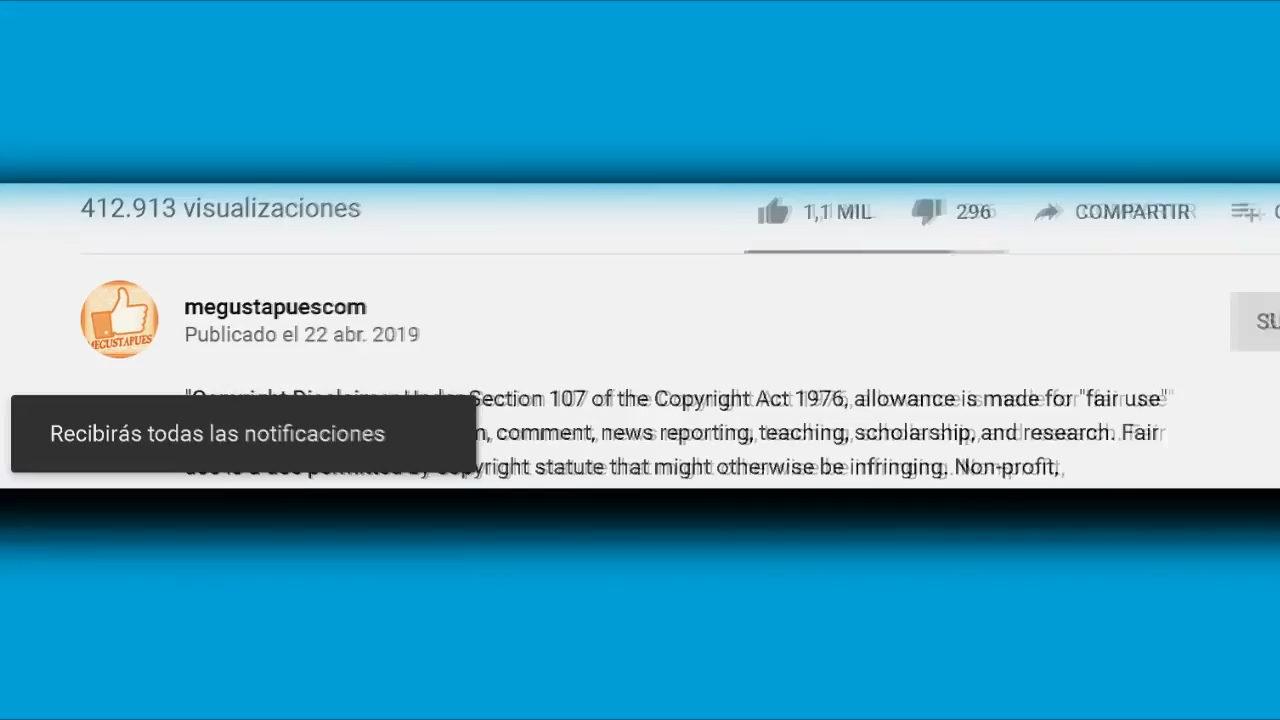 412.913 visualizaciones
1,1 MIL 296 COMPARTIR
megustapuescom
MEGUSTAPUES
Publicado el 22 abr. 2019
SU
Section 107 of the Copyright Act 1976, allowance is made for "fair use"
comment, news reporting, teaching, scholarship, and research. Fair
Recibirás todas las notificaciones
copyright statute that might otherwise be infringing. Non-profit,